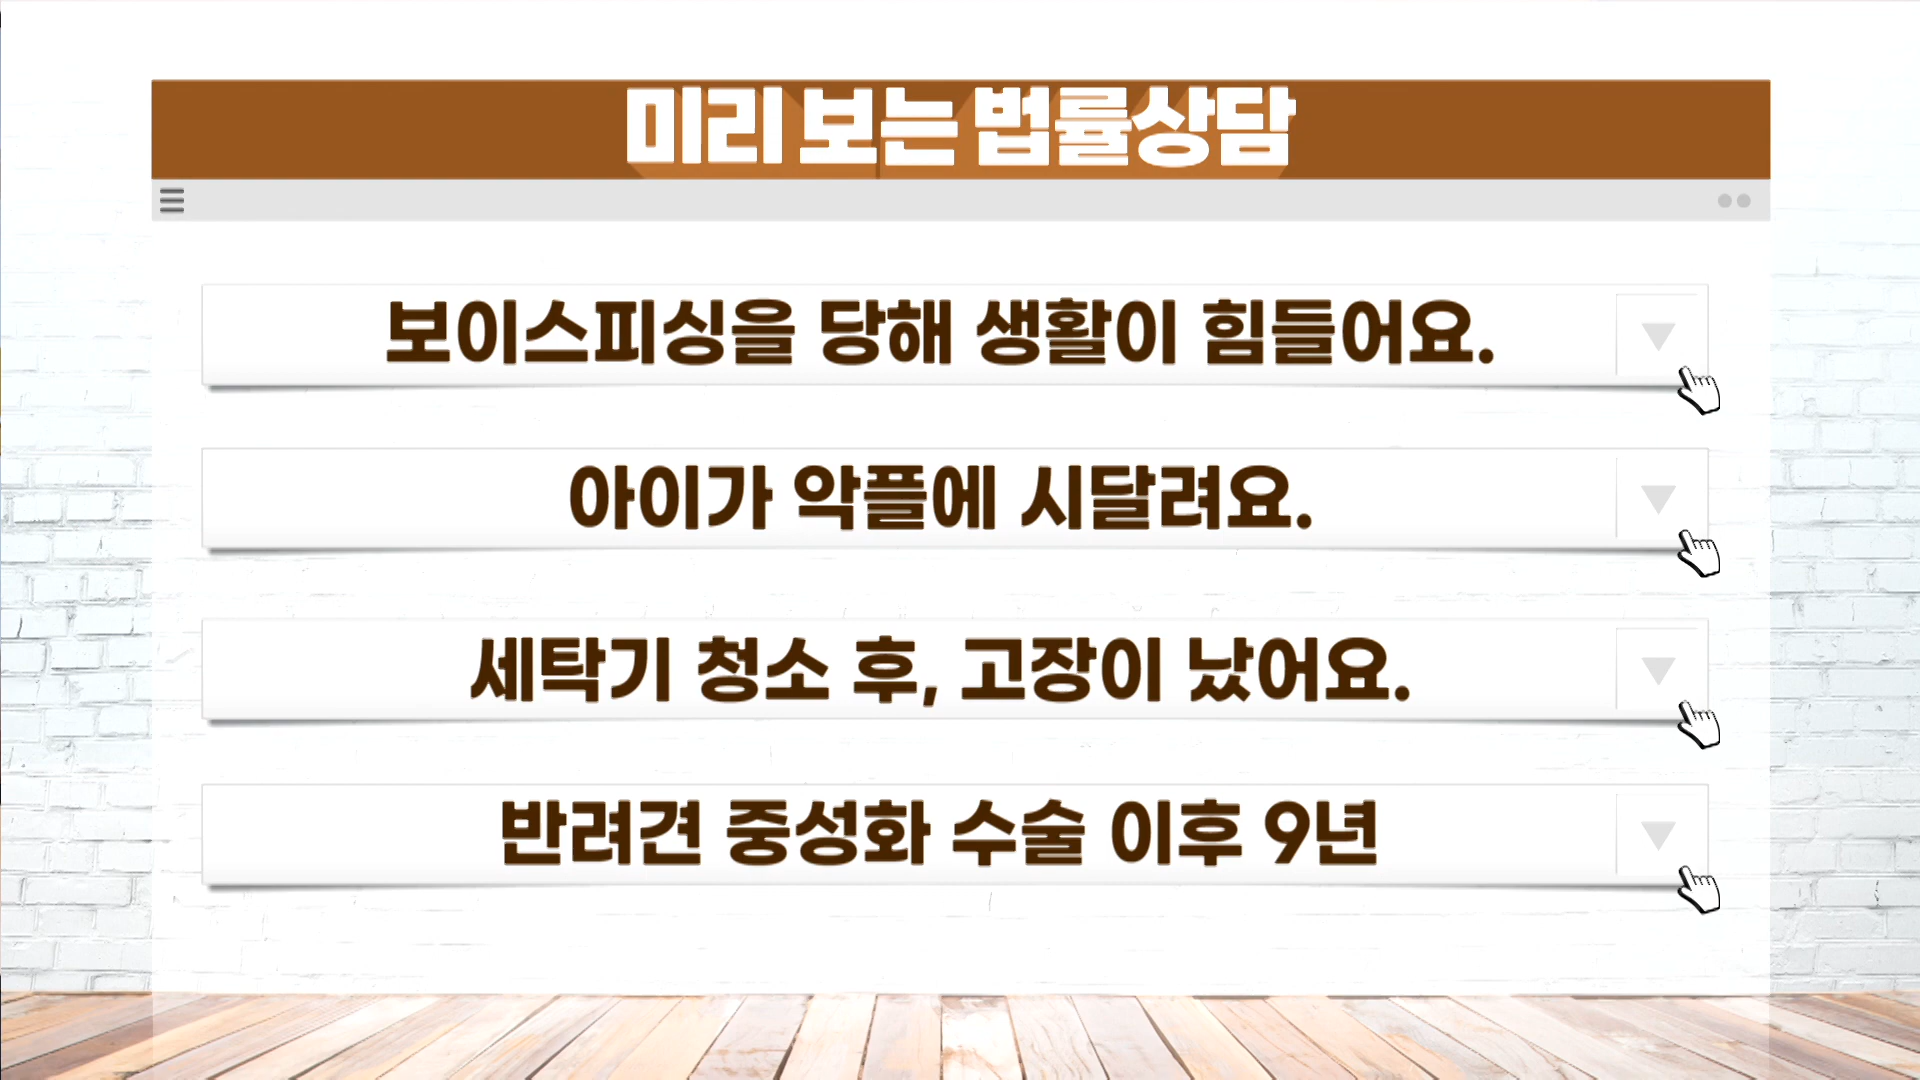 미리 보는 법률상담
보이스피싱을 당해 생활이 힘들어요.
아이가 악플에 시달려요.
세탁기 청소 후, 고장이 났어요.
반려견 중성화 수술 이후 9년